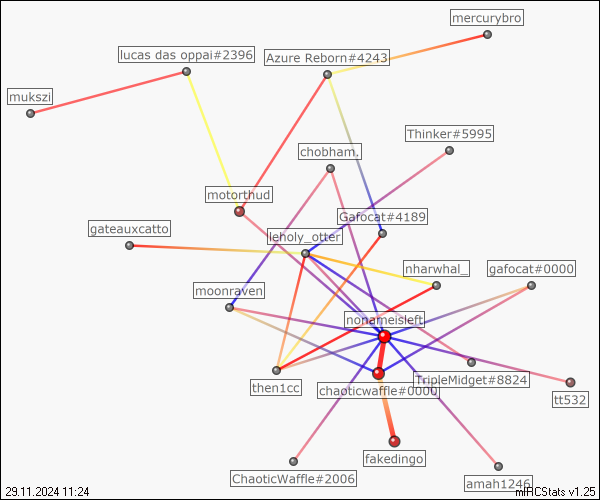 mercurybro
lucas das oppai#2396
Azure Reborn#4243
mukszi
Thinker#5995
chobham.
motorthud
Gafocat#4189
gateauxcatto
leholy_otter
nharwhal_
gafocat#0000
moonraven
nonameisleft.
then1cc
chaoticwaffle#0000
TripleMidget#8824
tt532
fakedingo
ChaoticWaffle#2006
amah1246
29.11.2024 11:24
mIRCStats v1.25